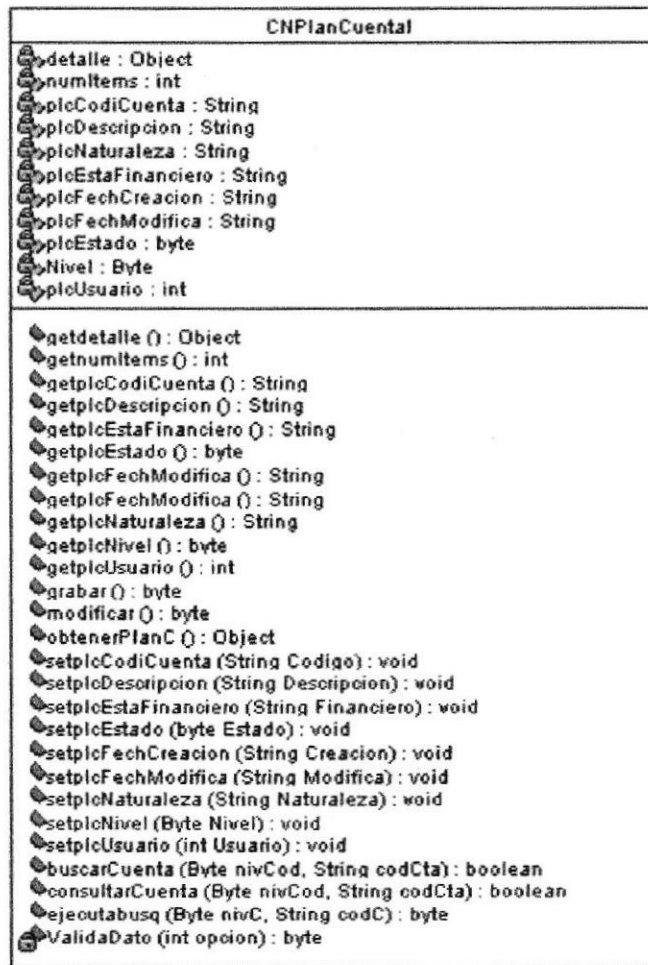 CNPlanCuental
detalle : Object
numItems : int
plcCodiCuenta : String
plcDescripcion : String
plcNaturaleza : String
plcEstaFinanciero : String
plcFechCreacion : String
plcFechModifica : String
plcEstado : byte
Nivel : Byte
plcUsuario : int
getdetalle () : Object
getnumItems () : int
getplcCodiCuenta () : String
getplcDescripcion () : String
getplcEstaFinanciero () : String
getplcEstado () : byte
getplcFechModifica () : String
getplcFechModifica () : String
getplcNaturaleza () : String
getplcNivel () : byte
getplcUsuario () : int
grabar () : byte
modificar () : byte
obtenerPlanC () : Object
setplcCodiCuenta (String Codigo) : void
setplcDescripcion (String Descripcion) : void
setplcEstaFinanciero (String Financiero) : void
setplcEstado (byte Estado) : void
setplcFechCreacion (String Creacion) : void
setplcFechModifica (String Modifica) : void
setplcNaturaleza (String Naturaleza) : void
setplcNivel (Byte Nivel) : void
setplcUsuario (int Usuario) : void
buscarCuenta (Byte nivCod, String codCta) : boolean
consultarCuenta (Byte nivCod, String codCta) : boolean
ejecutabusq (Byte nivC, String codC) : byte
ValidaDato (int opcion) : byte